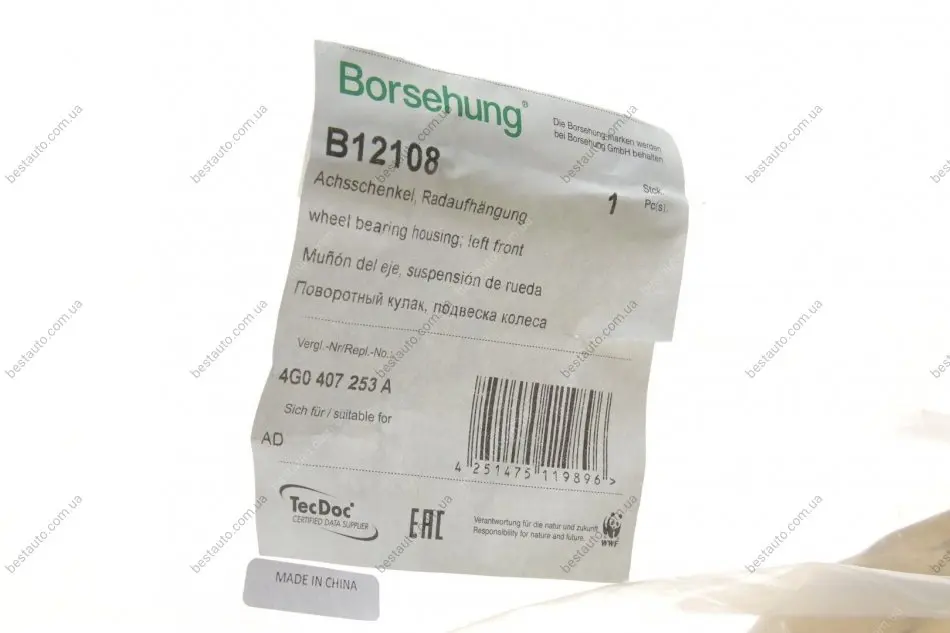 Borsehung®
Die Borsehung-marken werden
bei Borsehung GmbH behalten
B12108
1
Stck.
Pc(s).
Achsschenkel, Radaufhängung
wheel bearing housing; left front
Muñón del eje, suspensión de rueda
Поворотный кулак, подвеска колеса
Vergl.-Nr/Repl.-No.:
4G0 407 253 A
Sich für / suitable for
AD
4 251475 119896 >
TecDoc®
CERTIFIED DATA SUPPLIER
EAC
Verantwortung für die natur und zukunft.
Responsibility for nature and future.
WWF
MADE IN CHINA
bestauto.com.ua